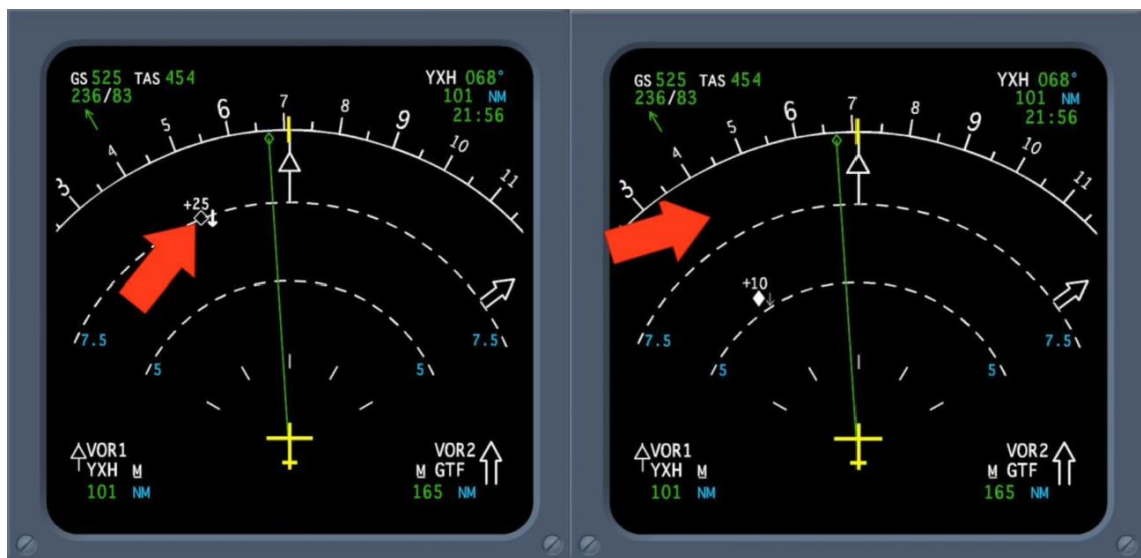 GS 525 TAS 454
236/83
YXH 068°
101 NM
21:56
3 4 5 6 7 8 9 10 11
+25
7.5 7.5
5 5
VOR1
YXH M
101 NM
VOR2
M GTF
165 NM
GS 525 TAS 454
236/83
YXH 068°
101 NM
21:56
3 4 5 6 7 8 9 10 11
+10
7.5 7.5
5 5
VOR1
YXH M
101 NM
VOR2
M GTF
165 NM